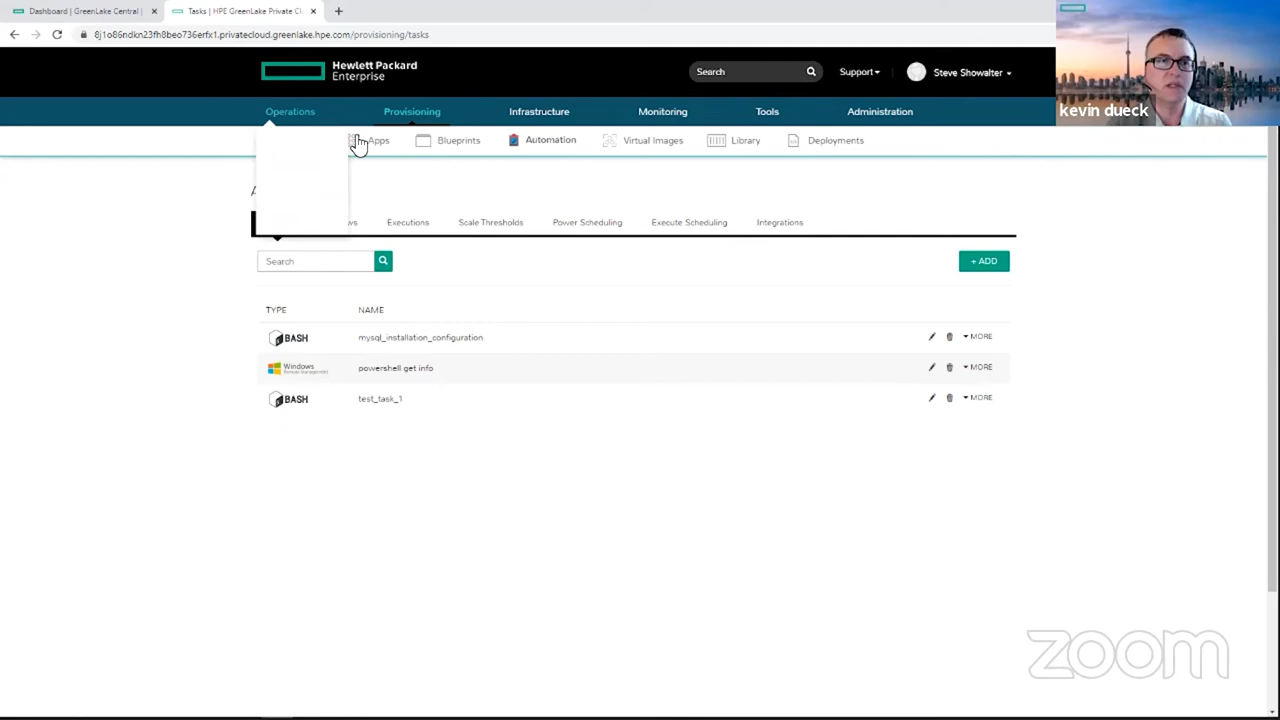 Dashboard | GreenLake Central |
Tasks | HPE GreenLake Private Cl
8j1o86ndkn23fh8beo736erfx1.privatecloud.greenlake.hpe.com/provisioning/tasks
Hewlett Packard
Enterprise
Search
Support
Steve Showalter
kevin dueck
Operations
Provisioning
Infrastructure
Monitoring
Tools
Administration
Apps
Blueprints
Automation
Virtual Images
Library
Deployments
A
ws
Executions
Scale Thresholds
Power Scheduling
Execute Scheduling
Integrations
Search
+ ADD
TYPE
NAME
BASH
mysql_installation_configuration
MORE
Windows
powershell get info
MORE
BASH
test_task_1
MORE
zoom